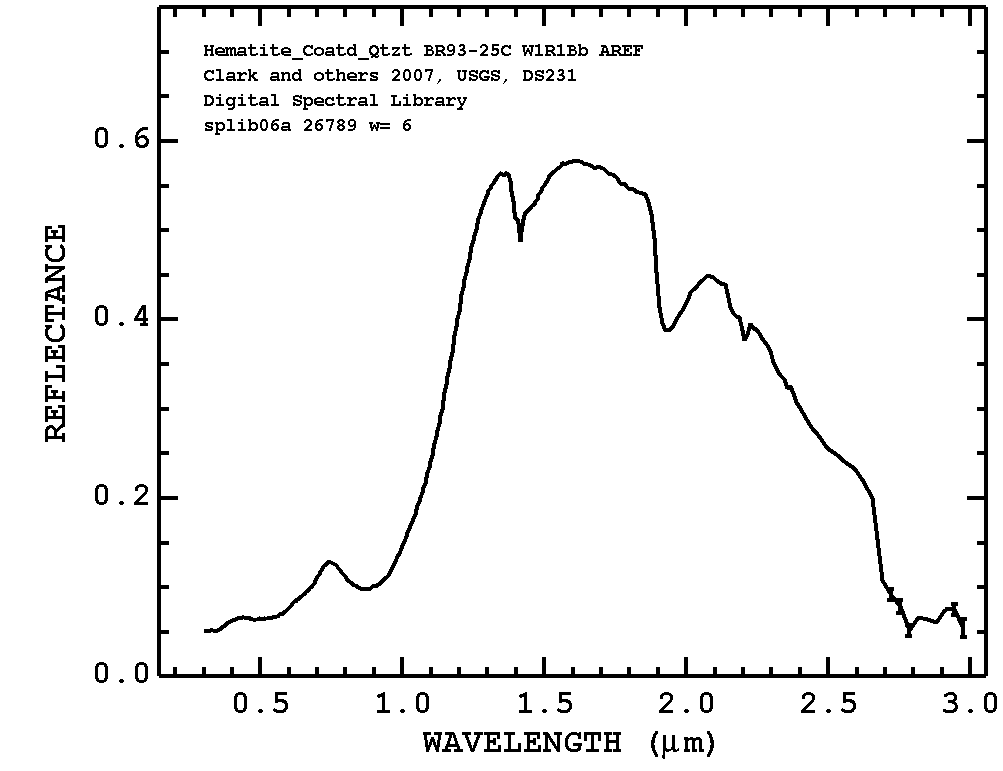 Hematite_Coatd_Qtzt BR93-25C W1R1Bb AREF
Clark and others 2007, USGS, DS231
Digital Spectral Library
splib06a 26789 w= 6
REFLECTANCE
0.6
0.4
0.2
0.0
0.5 1.0 1.5 2.0 2.5 3.0
WAVELENGTH (μm)